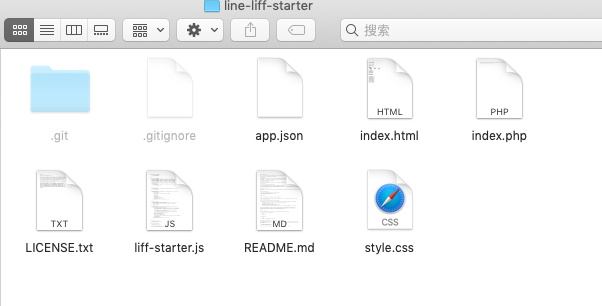 line-liff-starter
搜索
.git
.gitignore
app.json
HTML
index.html
PHP
index.php
TXT
LICENSE.txt
JS
liff-starter.js
MD
README.md
CSS
style.css